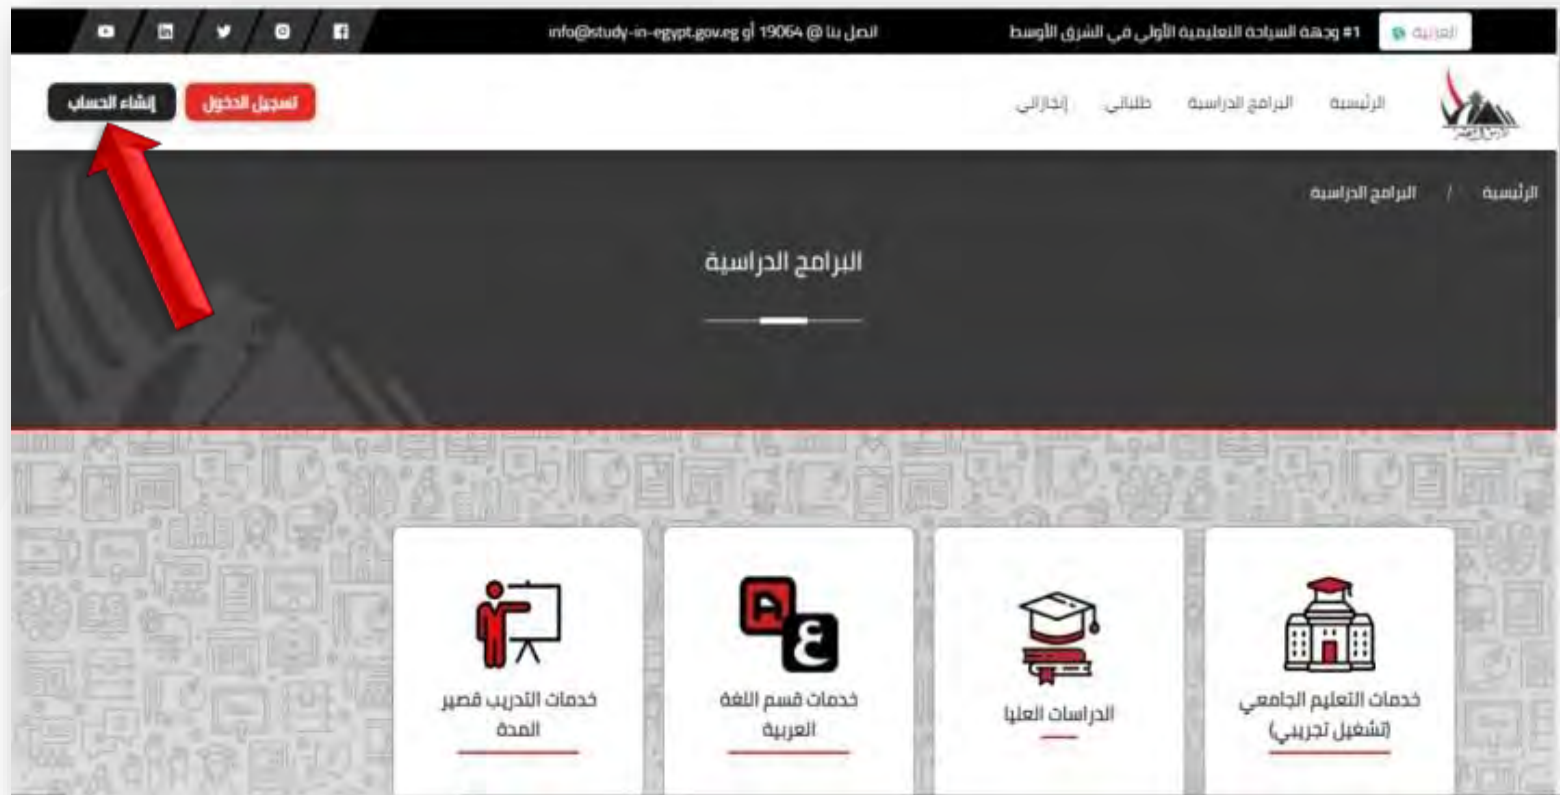 العربية
#1 وجهة السياحة التعليمية الأولي في الشرق الأوسط
اتصل بنا @ 19064 أو info@study-in-egypt.gov.eg
الرئيسية
البرامج الدراسية
طلباتي
إنجازاتي
تسجيل الدخول
إنشاء الحساب
الرئيسية / البرامج الدراسية
البرامج الدراسية
خدمات التعليم الجامعي
(تشغيل تجريبي)
الدراسات العليا
خدمات قسم اللغة
العربية
خدمات التدريب قصير
المدة